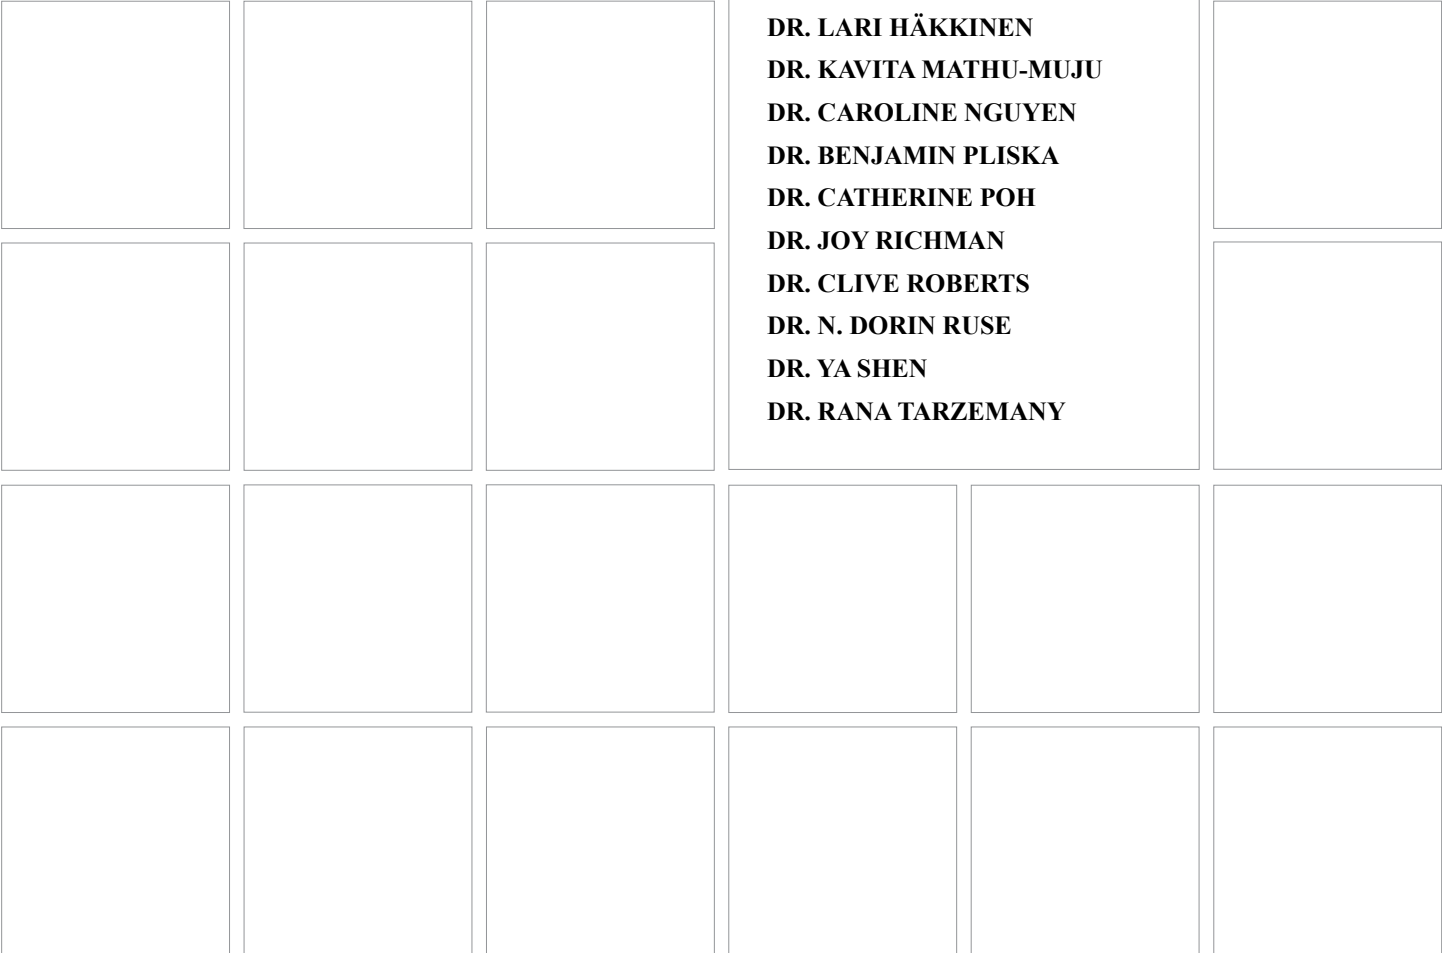 DR. LARI HÄKKINEN
DR. KAVITA MATHU-MUJU
DR. CAROLINE NGUYEN
DR. BENJAMIN PLISKA
DR. CATHERINE POH
DR. JOY RICHMAN
DR. CLIVE ROBERTS
DR. N. DORIN RUSE
DR. YA SHEN
DR. RANA TARZEMANY